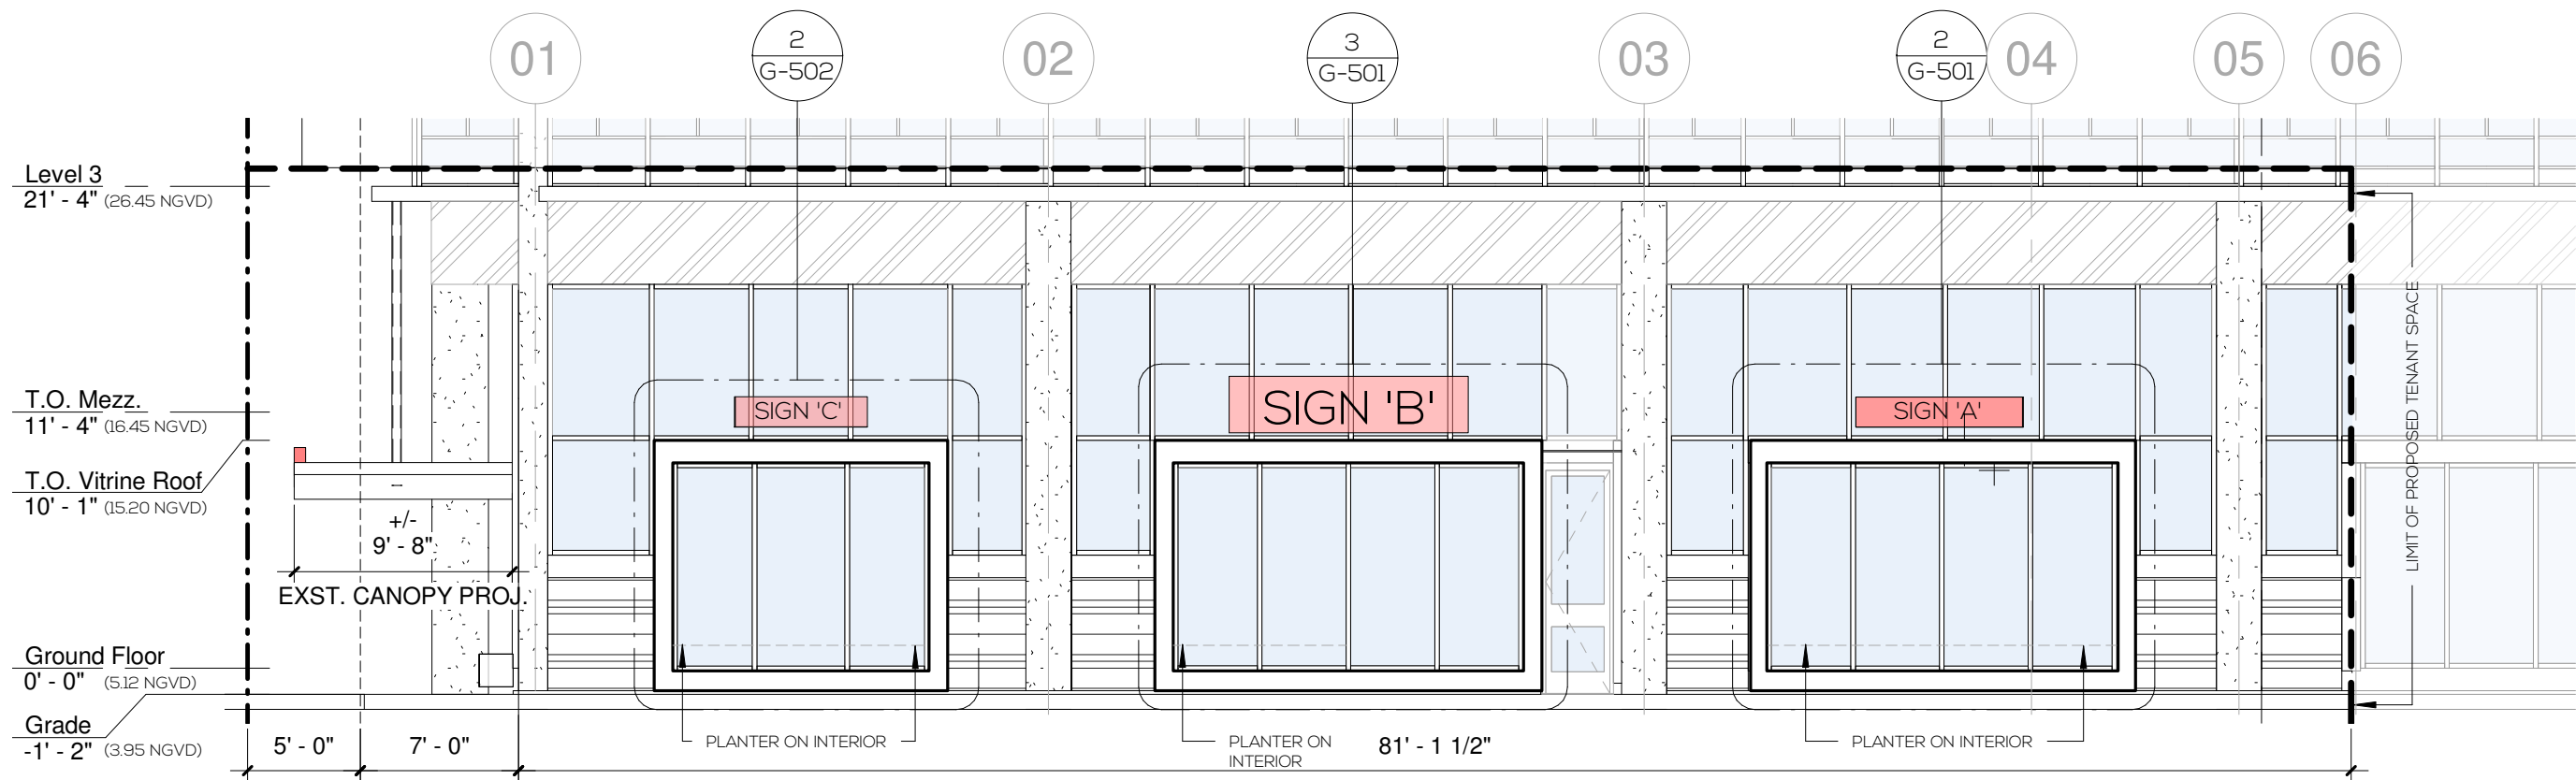 01
2
G-502
02
3
G-501
03
2
G-501
04
05
06
Level 3
21' - 4" (26.45 NGVD)
T.O. Mezz.
11' - 4" (16.45 NGVD)
T.O. Vitrine Roof
10' - 1" (15.20 NGVD)
SIGN 'C'
SIGN 'B'
SIGN 'A'
LIMIT OF PROPOSED TENANT SPACE
+/-
9' - 8"
EXST. CANOPY PROJ.
Ground Floor
0' - 0" (5.12 NGVD)
Grade
-1' - 2" (3.95 NGVD)
5' - 0"
7' - 0"
PLANTER ON INTERIOR
PLANTER ON
INTERIOR
81' - 1 1/2"
PLANTER ON INTERIOR